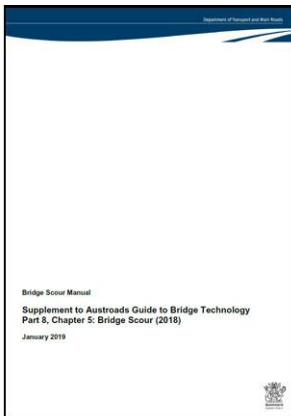 Department of Transport and Main Roads
Bridge Scour Manual
Supplement to Austroads Guide to Bridge Technology
Part 8, Chapter 5: Bridge Scour (2018)
January 2019